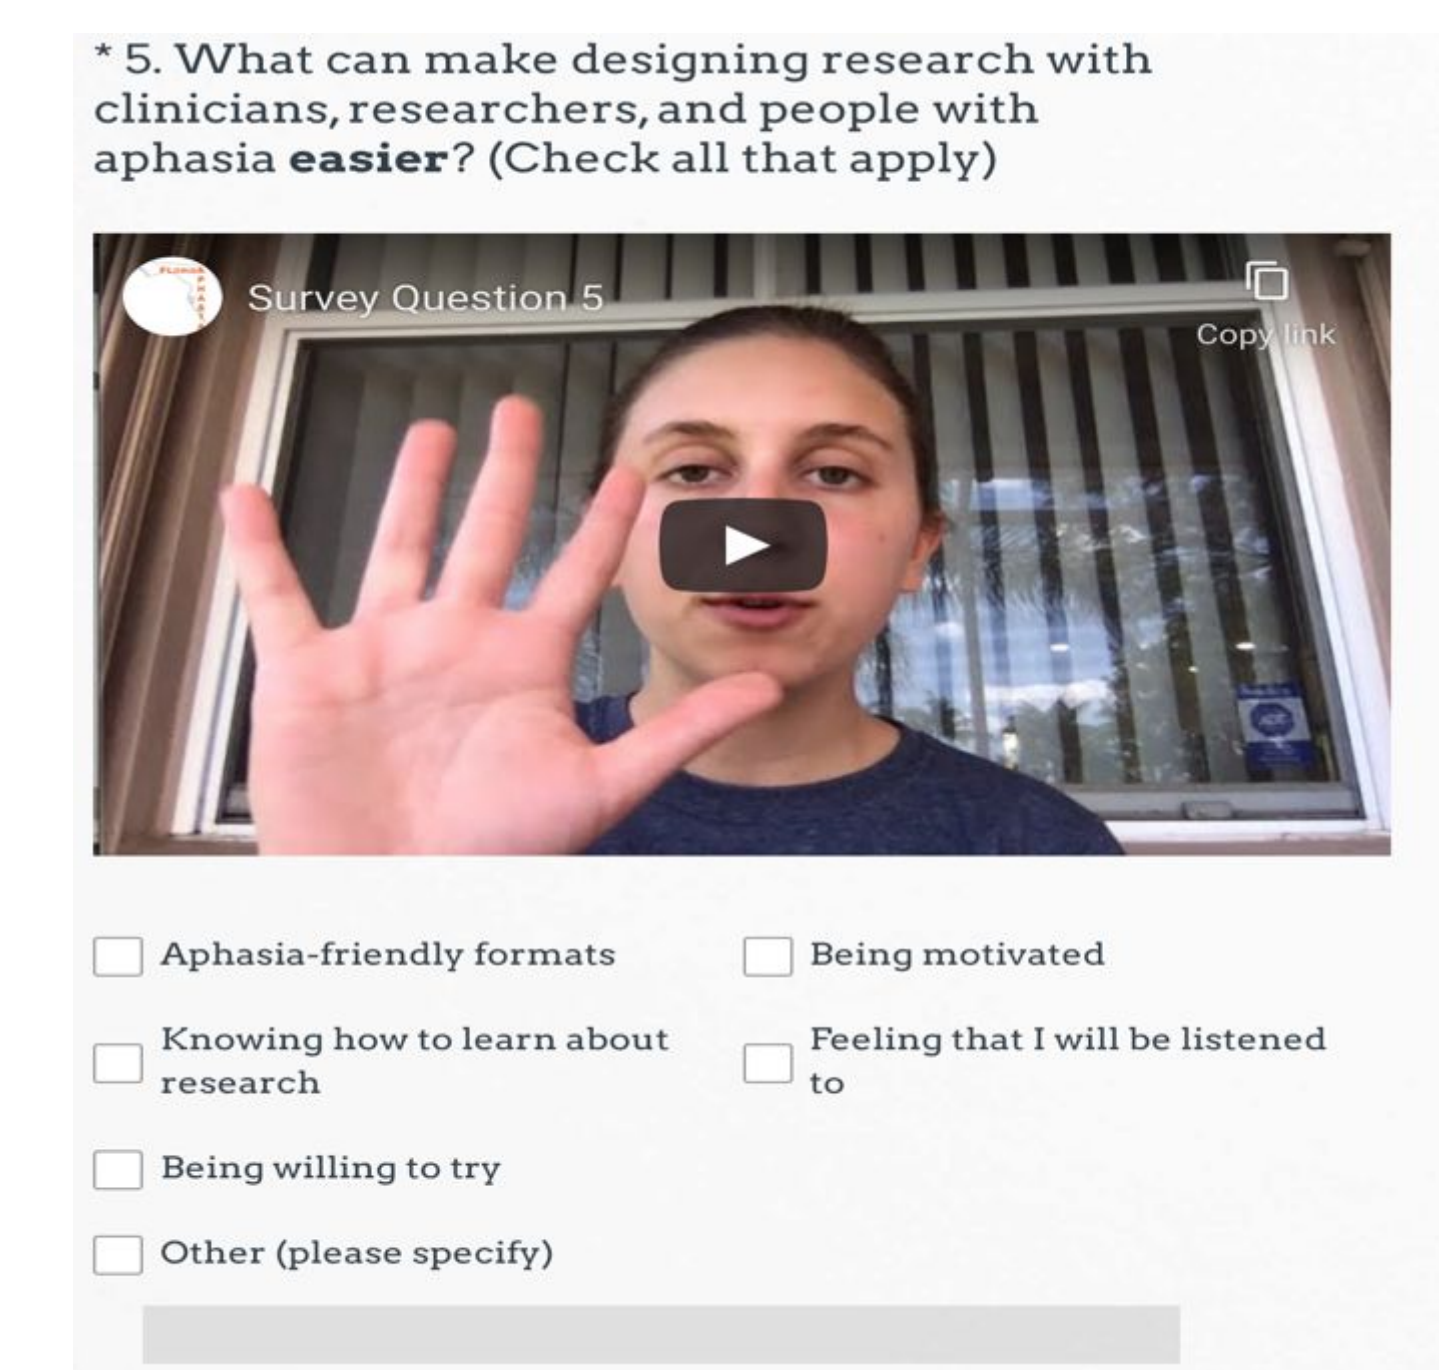 * 5. What can make designing research with
clinicians, researchers, and people with
aphasia easier? (Check all that apply)
Survey Question 5
Copy link
Aphasia-friendly formats
Being motivated
Knowing how to learn about
research
Feeling that I will be listened
to
Being willing to try
Other (please specify)